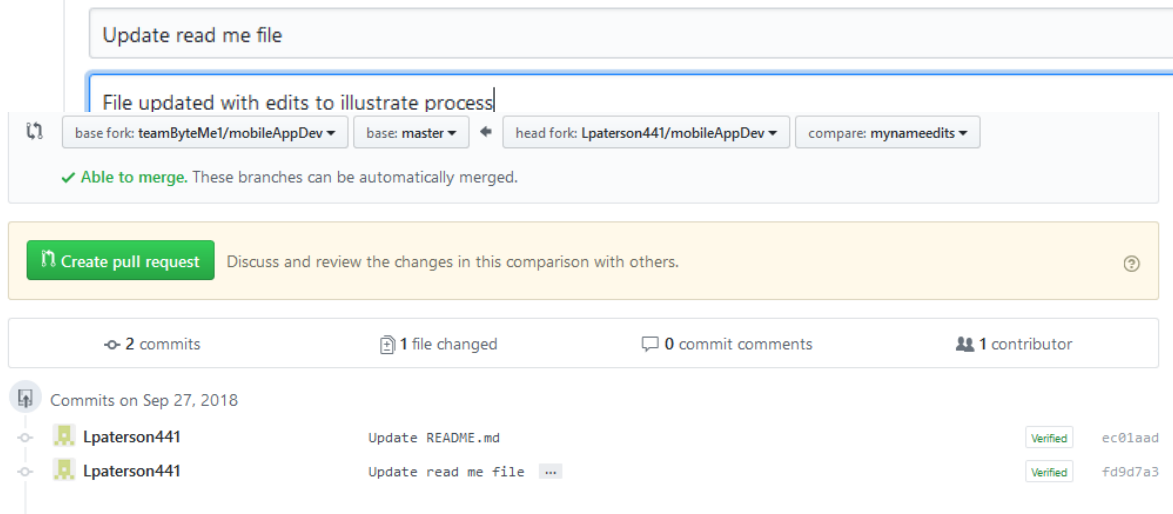 Update read me file
File updated with edits to illustrate process
base fork: teamByteMe1/mobileAppDev base: master head fork: Lpaterson441/mobileAppDev compare: mynameedits
Able to merge. These branches can be automatically merged.
Create pull request Discuss and review the changes in this comparison with others.
2 commits 1 file changed 0 commit comments 1 contributor
Commits on Sep 27, 2018
Lpaterson441 Update README.md Verified ec01aad
Lpaterson441 Update read me file ... Verified fd9d7a3